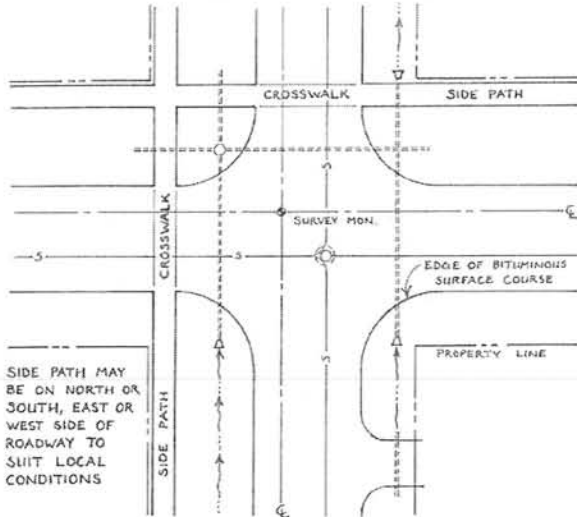 CROSSWALK
SIDE PATH
S
SURVEY MON.
℄
CROSSWALK
S
S
EDGE OF BITUMINOUS
SURFACE COURSE
S
PROPERTY LINE
SIDE PATH MAY
BE ON NORTH OR
SOUTH, EAST OR
WEST SIDE OF
ROADWAY TO
SUIT LOCAL
CONDITIONS
SIDE PATH
℄